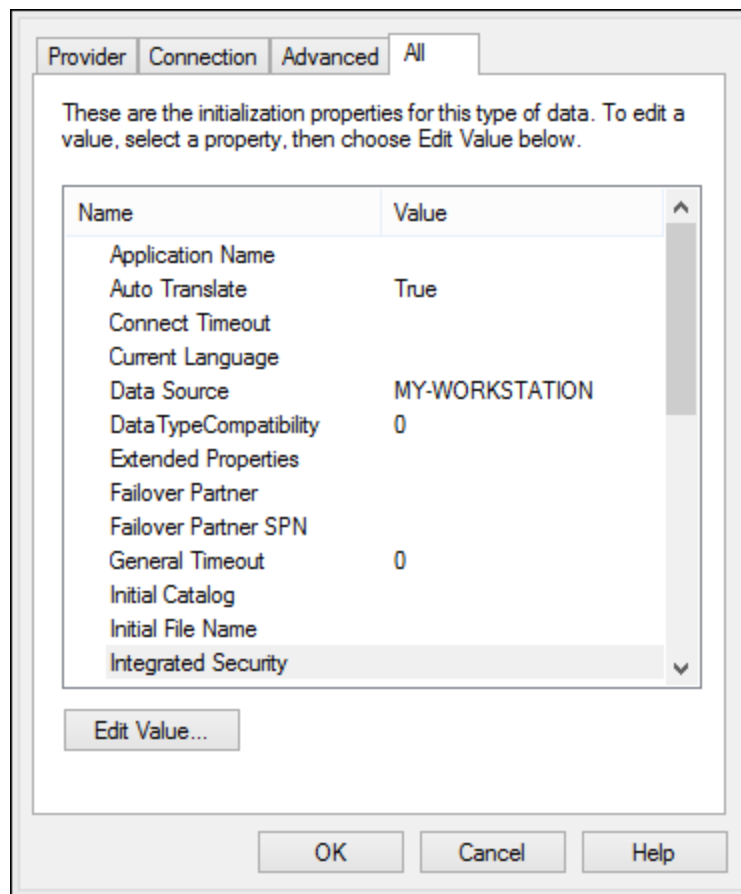 Provider Connection Advanced All
These are the initialization properties for this type of data. To edit a
value, select a property, then choose Edit Value below.
Name Value
Application Name
Auto Translate True
Connect Timeout
Current Language
Data Source MY-WORKSTATION
DataTypeCompatibility 0
Extended Properties
Failover Partner
Failover Partner SPN
General Timeout 0
Initial Catalog
Initial File Name
Integrated Security
Edit Value...
OK Cancel Help